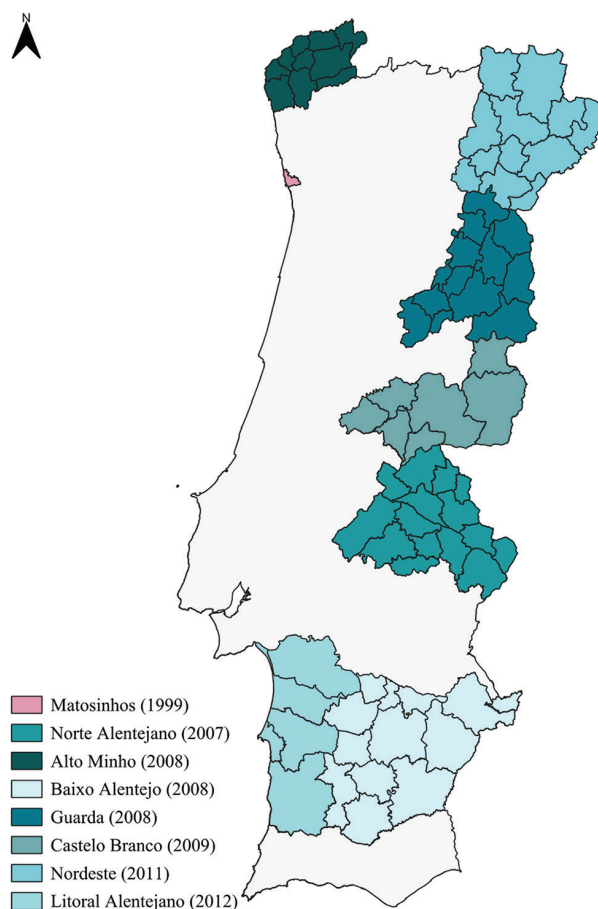 N
Matosinhos (1999)
Norte Alentejano (2007)
Alto Minho (2008)
Baixo Alentejo (2008)
Guarda (2008)
Castelo Branco (2009)
Nordeste (2011)
Litoral Alentejano (2012)